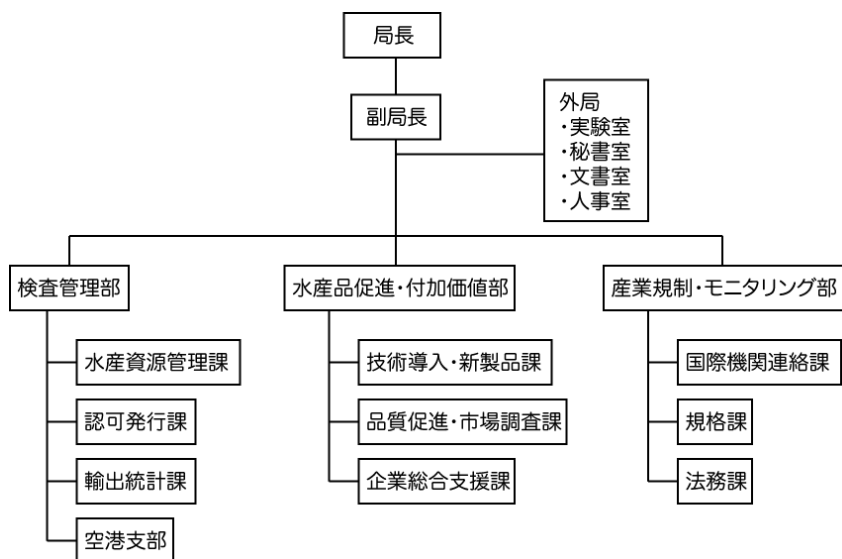 局長
副局長
外局
・実験室
・秘書室
・文書室
・人事室
検査管理部
水産資源管理課
認可発行課
輸出統計課
空港支部
水産品促進・付加価値部
技術導入・新製品課
品質促進・市場調査課
企業総合支援課
産業規制・モニタリング部
国際機関連絡課
規格課
法務課